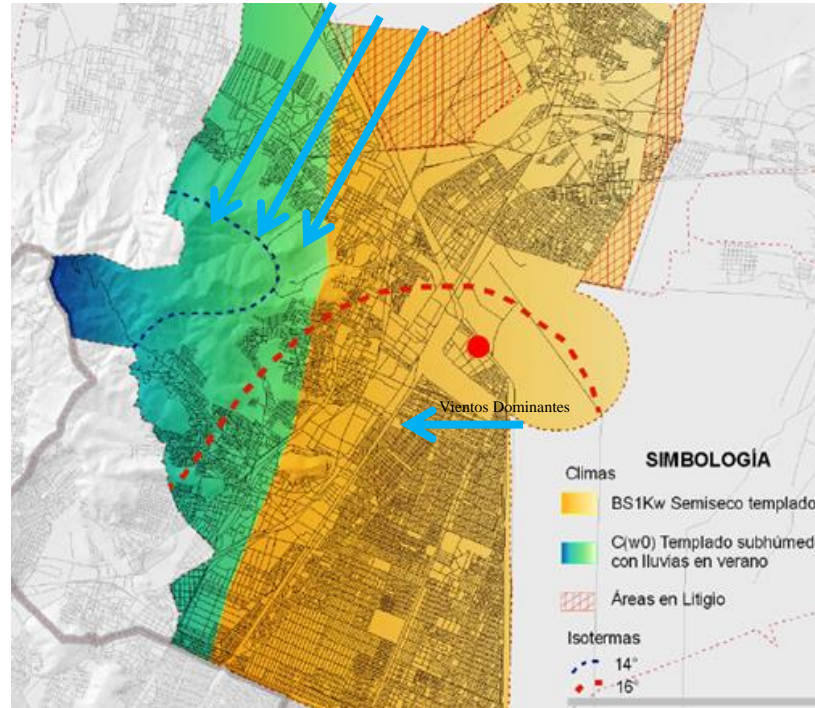 Vientos Dominantes
SIMBOLOGÍA
Climas
BS1Kw Semiseco templado
C(w0) Templado subhúmed
con lluvias en verano
Áreas en Litigio
Isotermas
14°
16°